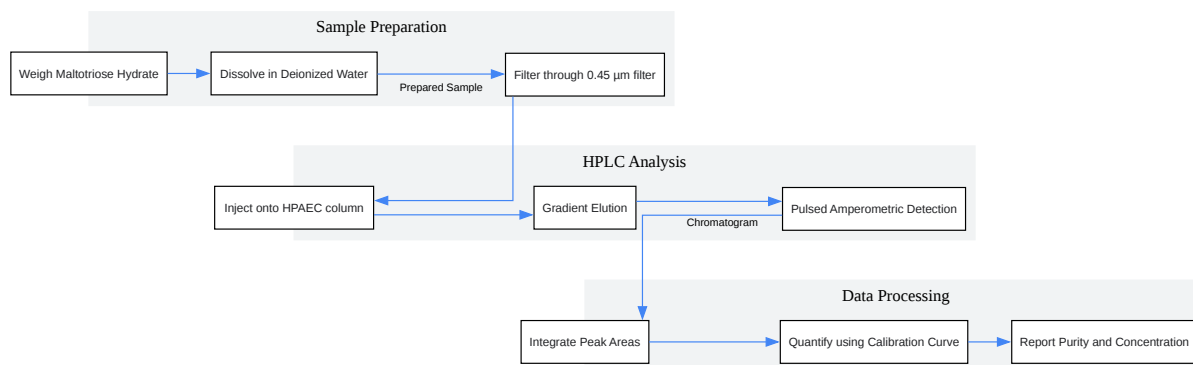 Sample Preparation
Weigh Maltotriose Hydrate
Dissolve in Deionized Water
Prepared Sample
Filter through 0.45 µm filter
HPLC Analysis
Inject onto HPAEC column
Gradient Elution
Pulsed Amperometric Detection
Chromatogram
Data Processing
Integrate Peak Areas
Quantify using Calibration Curve
Report Purity and Concentration